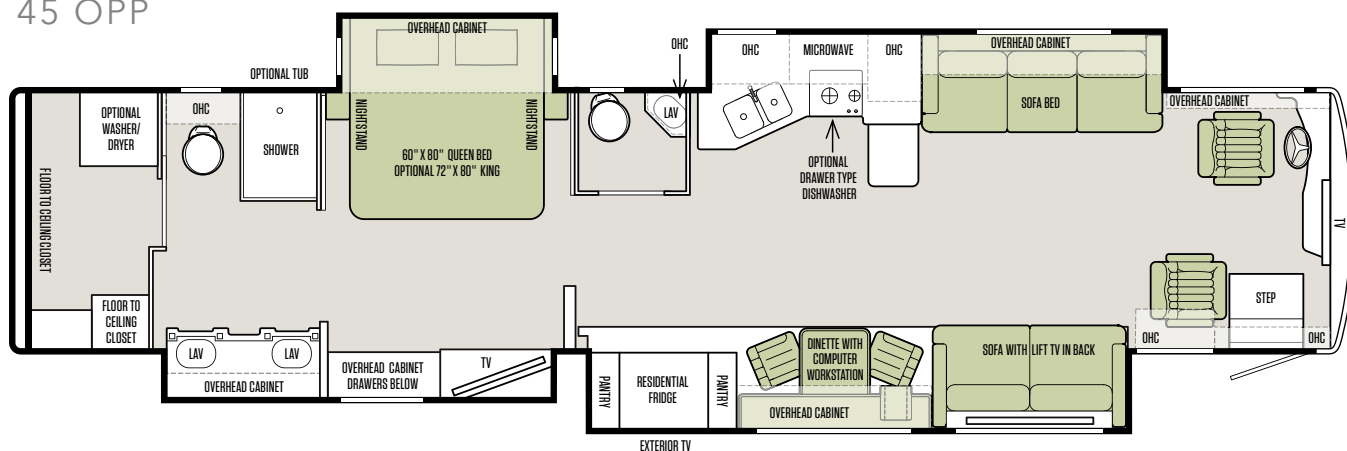 45 OPP
OVERHEAD CABINET
OHC
OPTIONAL TUB
OHC
MICROWAVE
OHC
OVERHEAD CABINET
OPTIONAL
WASHER/
DRYER
OHC
SHOWER
NIGHTSTAND
NIGHTSTAND
LAV
SOFA BED
OVERHEAD CABINET
60" X 80" QUEEN BED
OPTIONAL 72" X 80" KING
OPTIONAL
DRAWER TYPE
DISHWASHER
FLOOR TO CEILING CLOSET
TV
FLOOR TO
CEILING
CLOSET
STEP
LAV
LAV
OVERHEAD CABINET
OVERHEAD CABINET
DRAWERS BELOW
TV
PANTRY
RESIDENTIAL
FRIDGE
PANTRY
DINETTE WITH
COMPUTER
WORKSTATION
OVERHEAD CABINET
SOFA WITH LIFT TV IN BACK
OHC
OHC
EXTERIOR TV